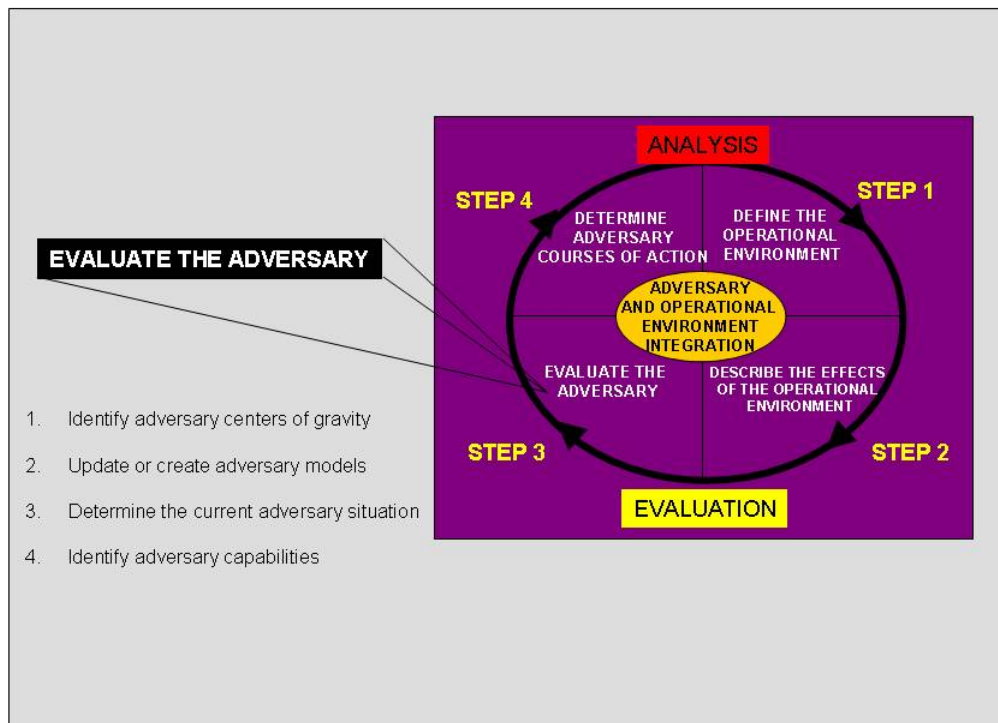 EVALUATE THE ADVERSARY
1. Identify adversary centers of gravity
2. Update or create adversary models
3. Determine the current adversary situation
4. Identify adversary capabilities
ANALYSIS
STEP 4
STEP 1
DETERMINE
ADVERSARY
COURSES OF ACTION
DEFINE THE
OPERATIONAL
ENVIRONMENT
ADVERSARY
AND OPERATIONAL
ENVIRONMENT
INTEGRATION
EVALUATE THE
ADVERSARY
DESCRIBE THE EFFECTS
OF THE OPERATIONAL
ENVIRONMENT
STEP 3
STEP 2
EVALUATION